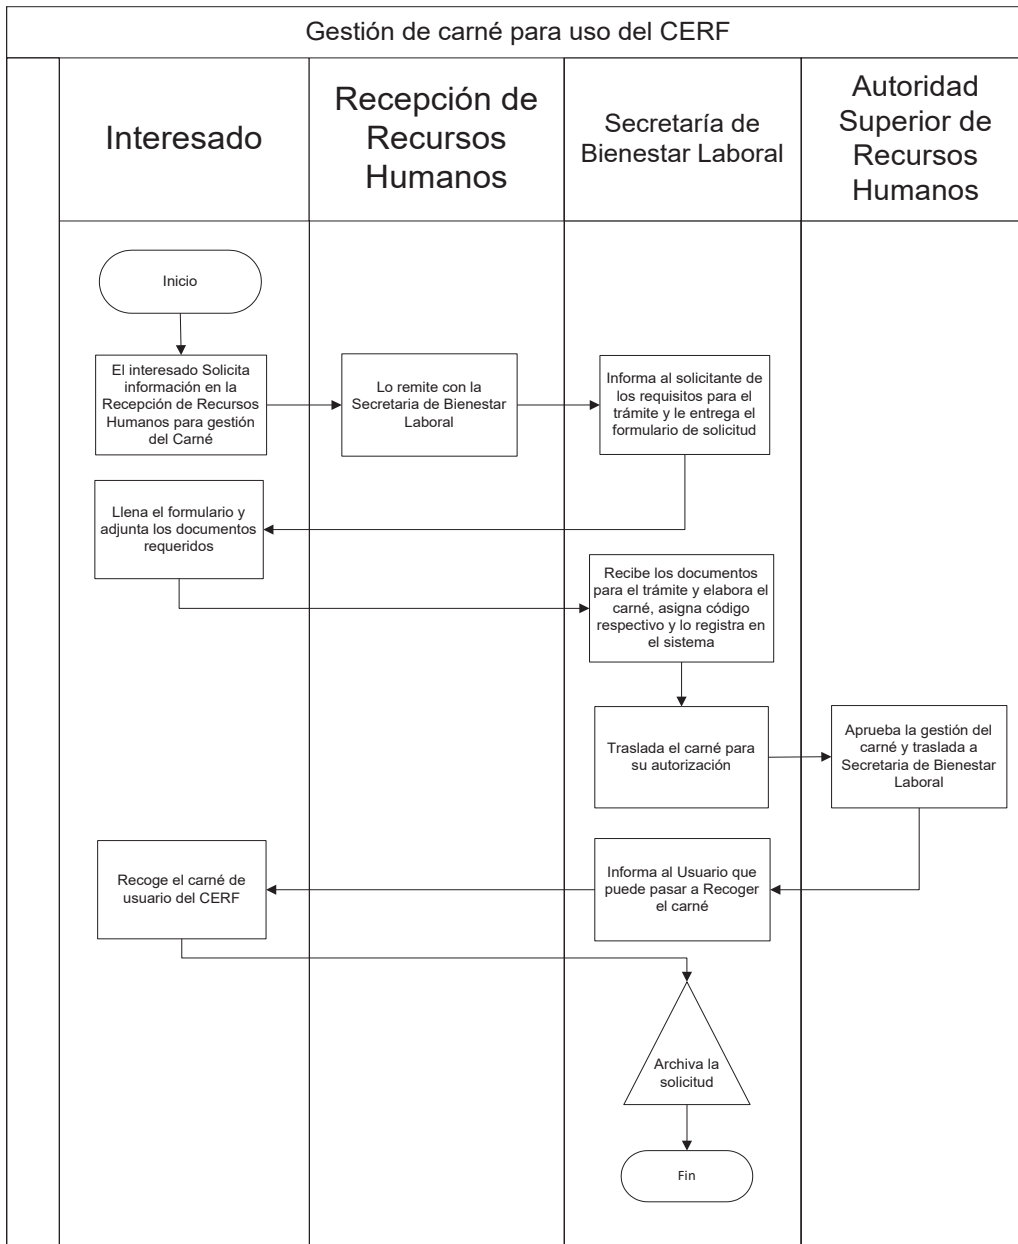 Gestión de carné para uso del CERF
Interesado
Recepción de
Recursos
Humanos
Secretaría de
Bienestar Laboral
Autoridad
Superior de
Recursos
Humanos
Inicio
El interesado Solicita
información en la
Recepción de Recursos
Humanos para gestión
del Carné
Lo remite con la
Secretaria de Bienestar
Laboral
Informa al solicitante de
los requisitos para el
trámite y le entrega el
formulario de solicitud
Llena el formulario y
adjunta los documentos
requeridos
Recibe los documentos
para el trámite y elabora el
carné, asigna código
respectivo y lo registra en
el sistema
Traslada el carné para
su autorización
Aprueba la gestión del
carné y traslada a
Secretaria de Bienestar
Laboral
Informa al Usuario que
puede pasar a Recoger
el carné
Recoge el carné de
usuario del CERF
Archiva la
solicitud
Fin